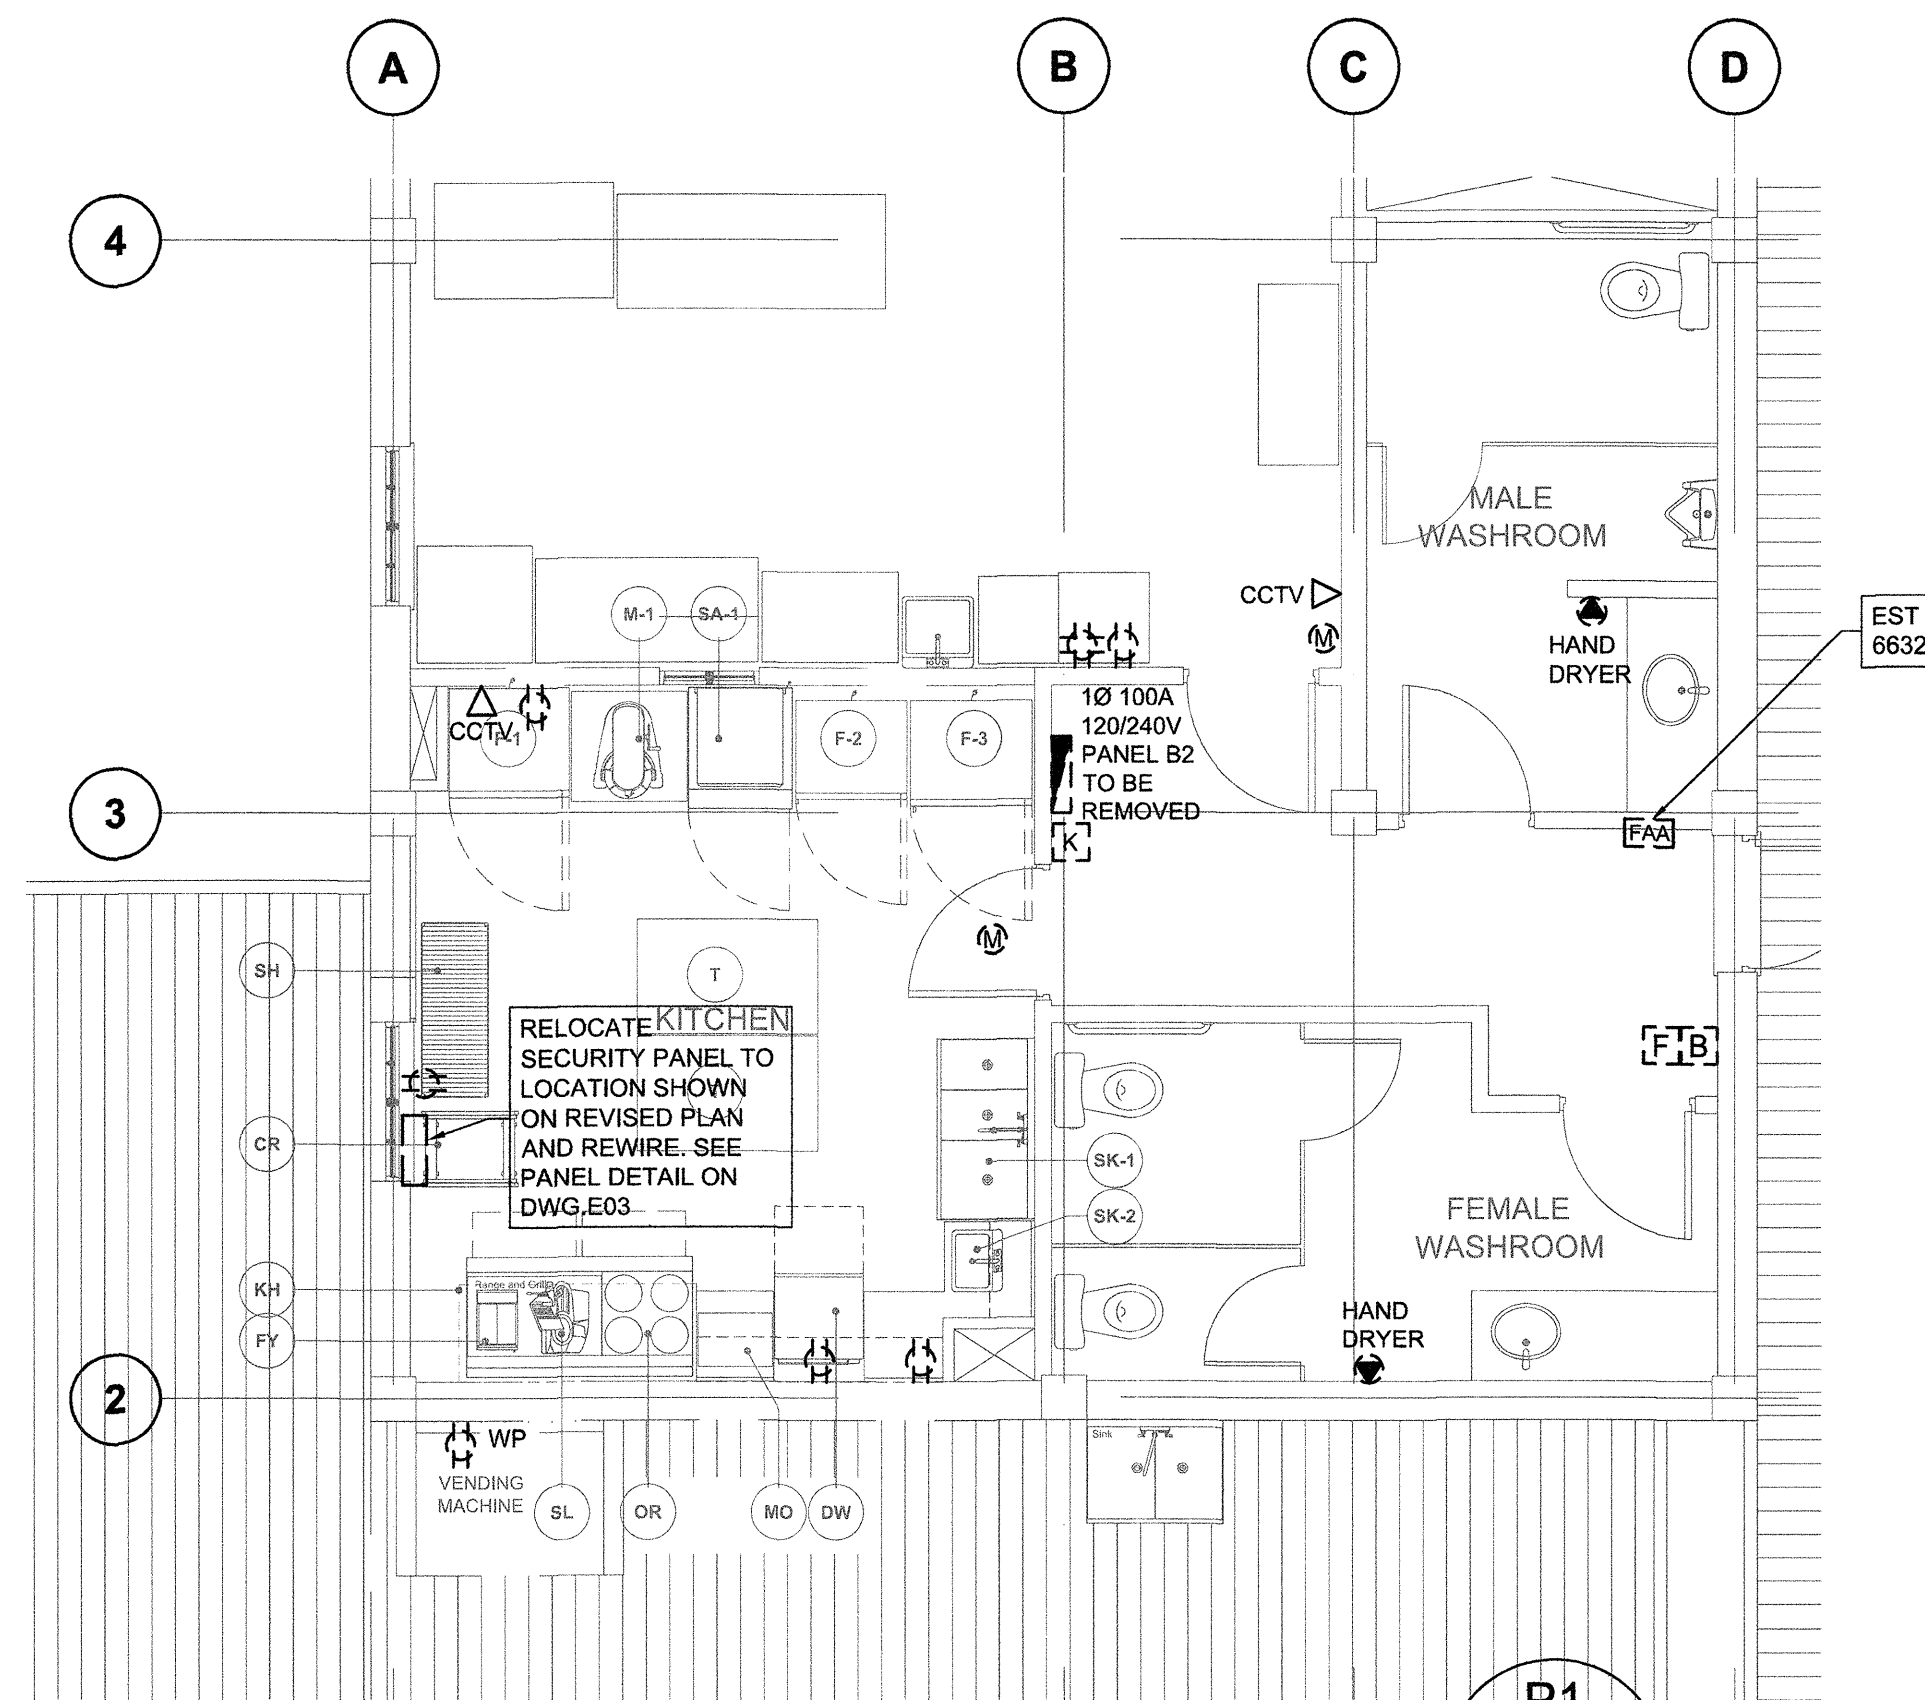 A
B
C
D
4
MALE
WASHROOM
M-1
SA-1
CCTV
M
HAND
DRYER
EST
6632
CCTV
F-1
F-2
F-3
1Ø 100A
120/240V
PANEL B2
TO BE
REMOVED
3
K
FAA
M
SH
T
KITCHEN
RELOCATE
SECURITY PANEL TO
LOCATION SHOWN
ON REVISED PLAN
AND REWIRE. SEE
PANEL DETAIL ON
DWG.E03
F
B
CR
SK-1
SK-2
FEMALE
WASHROOM
KH
FY
Range and Grill
HAND
DRYER
2
WP
VENDING
MACHINE
SL
OR
MO
DW
Sink